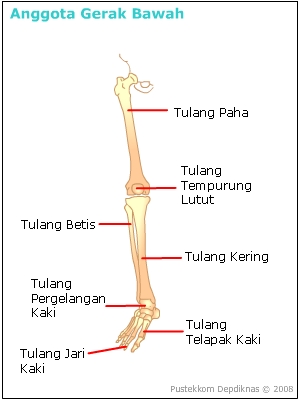 Anggota Gerak Bawah
Tulang Paha
Tulang
Tempurung
Lutut
Tulang Betis
Tulang Kering
Tulang
Pergelangan
Kaki
Tulang
Telapak Kaki
Tulang Jari
Kaki
Pustekkom Depdiknas © 2008